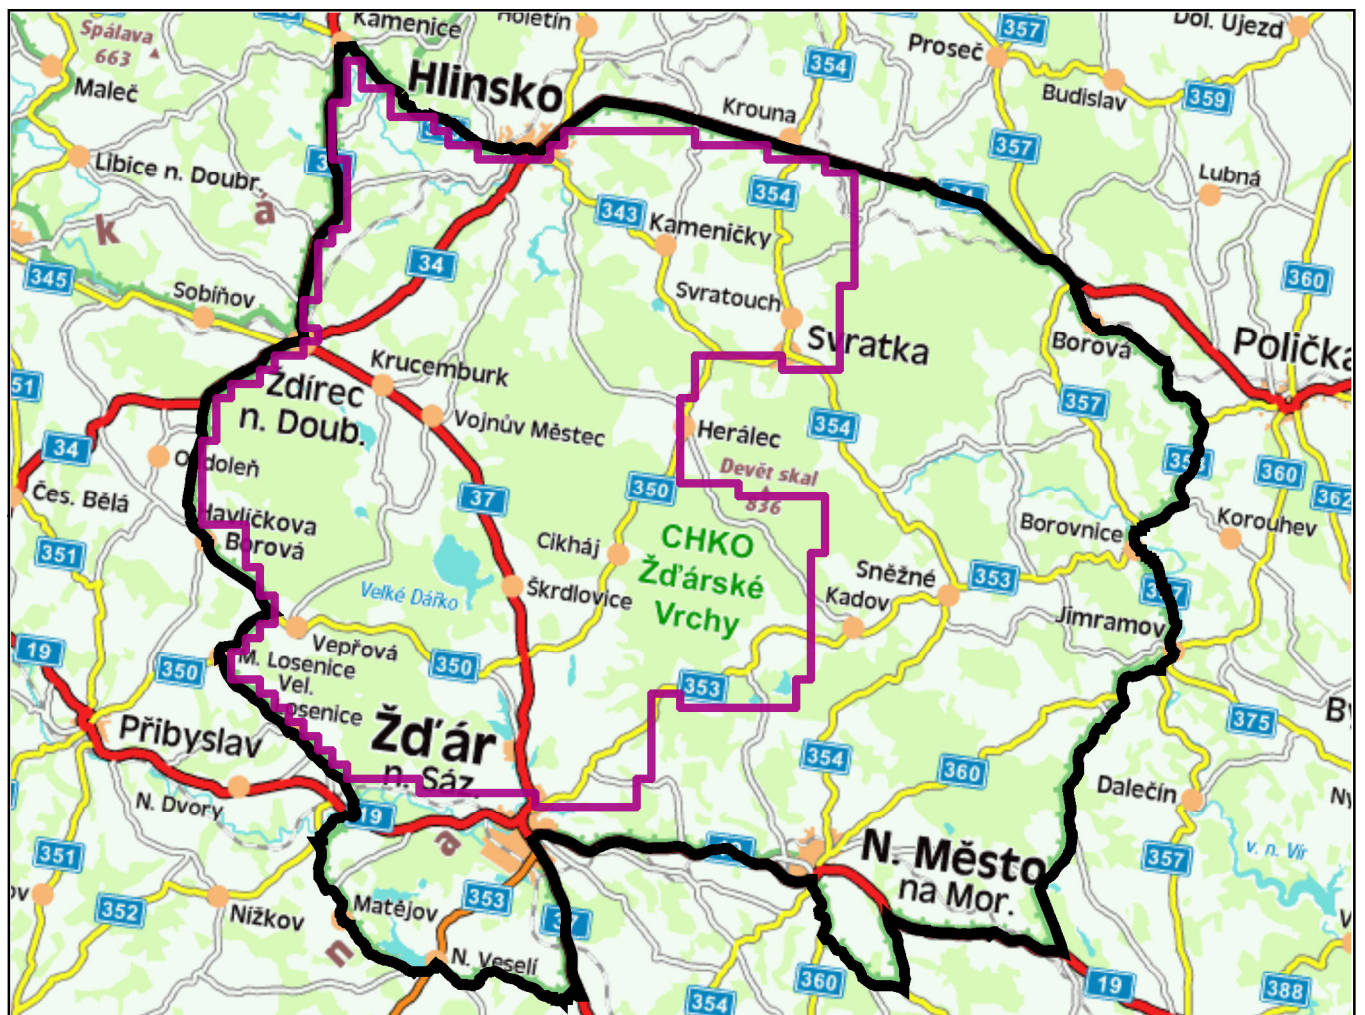 Kamenice
Holetín
357
Dol. Újezd
Spálava
663
Maleč
Hlinsko
354
Proseč
Budislav
359
Krouna
Libice n. Doubr.
á
k
354
357
Lubná
343
Kameničky
34
345
Sobíňov
Svratouch
Svratka
360
Borová
Polička
Krucemburk
Ždírec
n. Doub.
Vojnův Městec
51
357
354
34
Herálec
Devět skal
836
Čes. Bělá
37
350
360
362
Havlíčkova
Borová
Borovnice
Korouhev
351
Cikháj
CHKO
Žďárské
Vrchy
Velké Dářko
Škrdlovice
Sněžné
353
Kadov
Jimramov
19
Vepřová
350
350
M. Losenice
Vel.
353
375
Přibyslav
Žďár
n. Sáz.
354
360
Dalečín
N. Dvory
19
a
351
N. Město
na Mor.
357
v. n. Vír
352
Nížkov
Matějov
353
37
n
N. Veselí
354
360
19
388